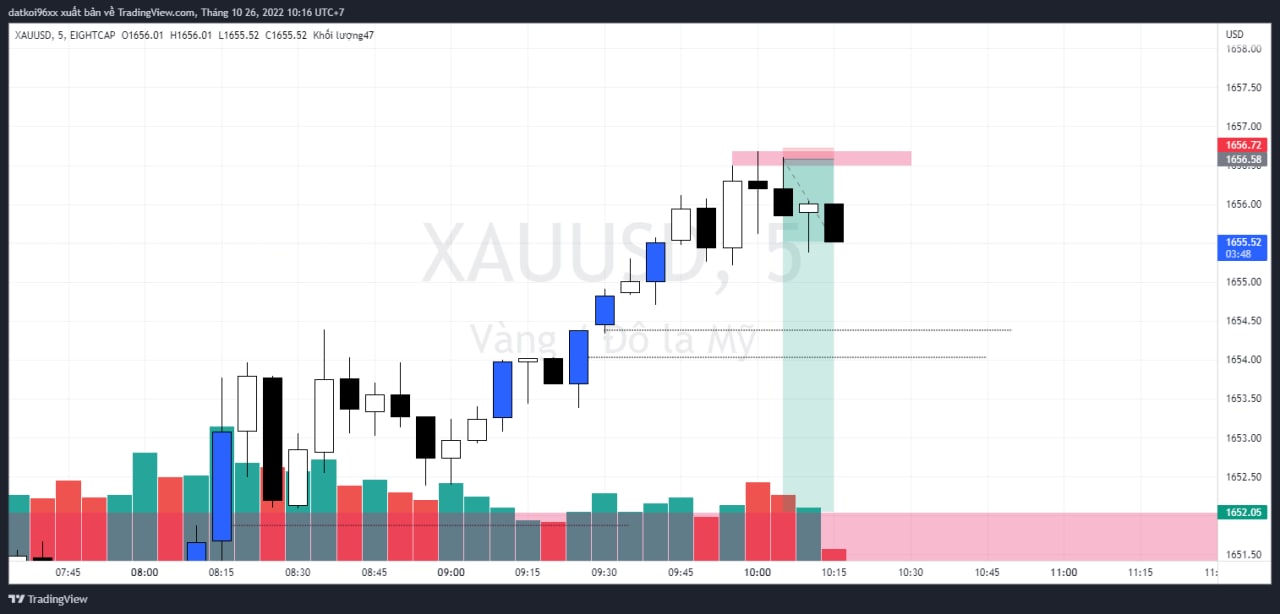 datkoi96xx xuất bản về TradingView.com, Tháng 10 26, 2022 10:16 UTC+7
XAUUSD, 5, EIGHTCAP O1656.01 H1656.01 L1655.52 C1655.52 Khối lượng47
USD
1658.00
1657.50
1657.00
1656.72
1656.58
1656.00
1655.52
03:48
1655.00
1654.50
1654.00
1653.50
1653.00
1652.50
1652.05
1651.50
XAUUSD, 5
Vàng / Đô la Mỹ
07:45 08:00 08:15 08:30 08:45 09:00 09:15 09:30 09:45 10:00 10:15 10:30 10:45 11:00 11:15 11:
TradingView